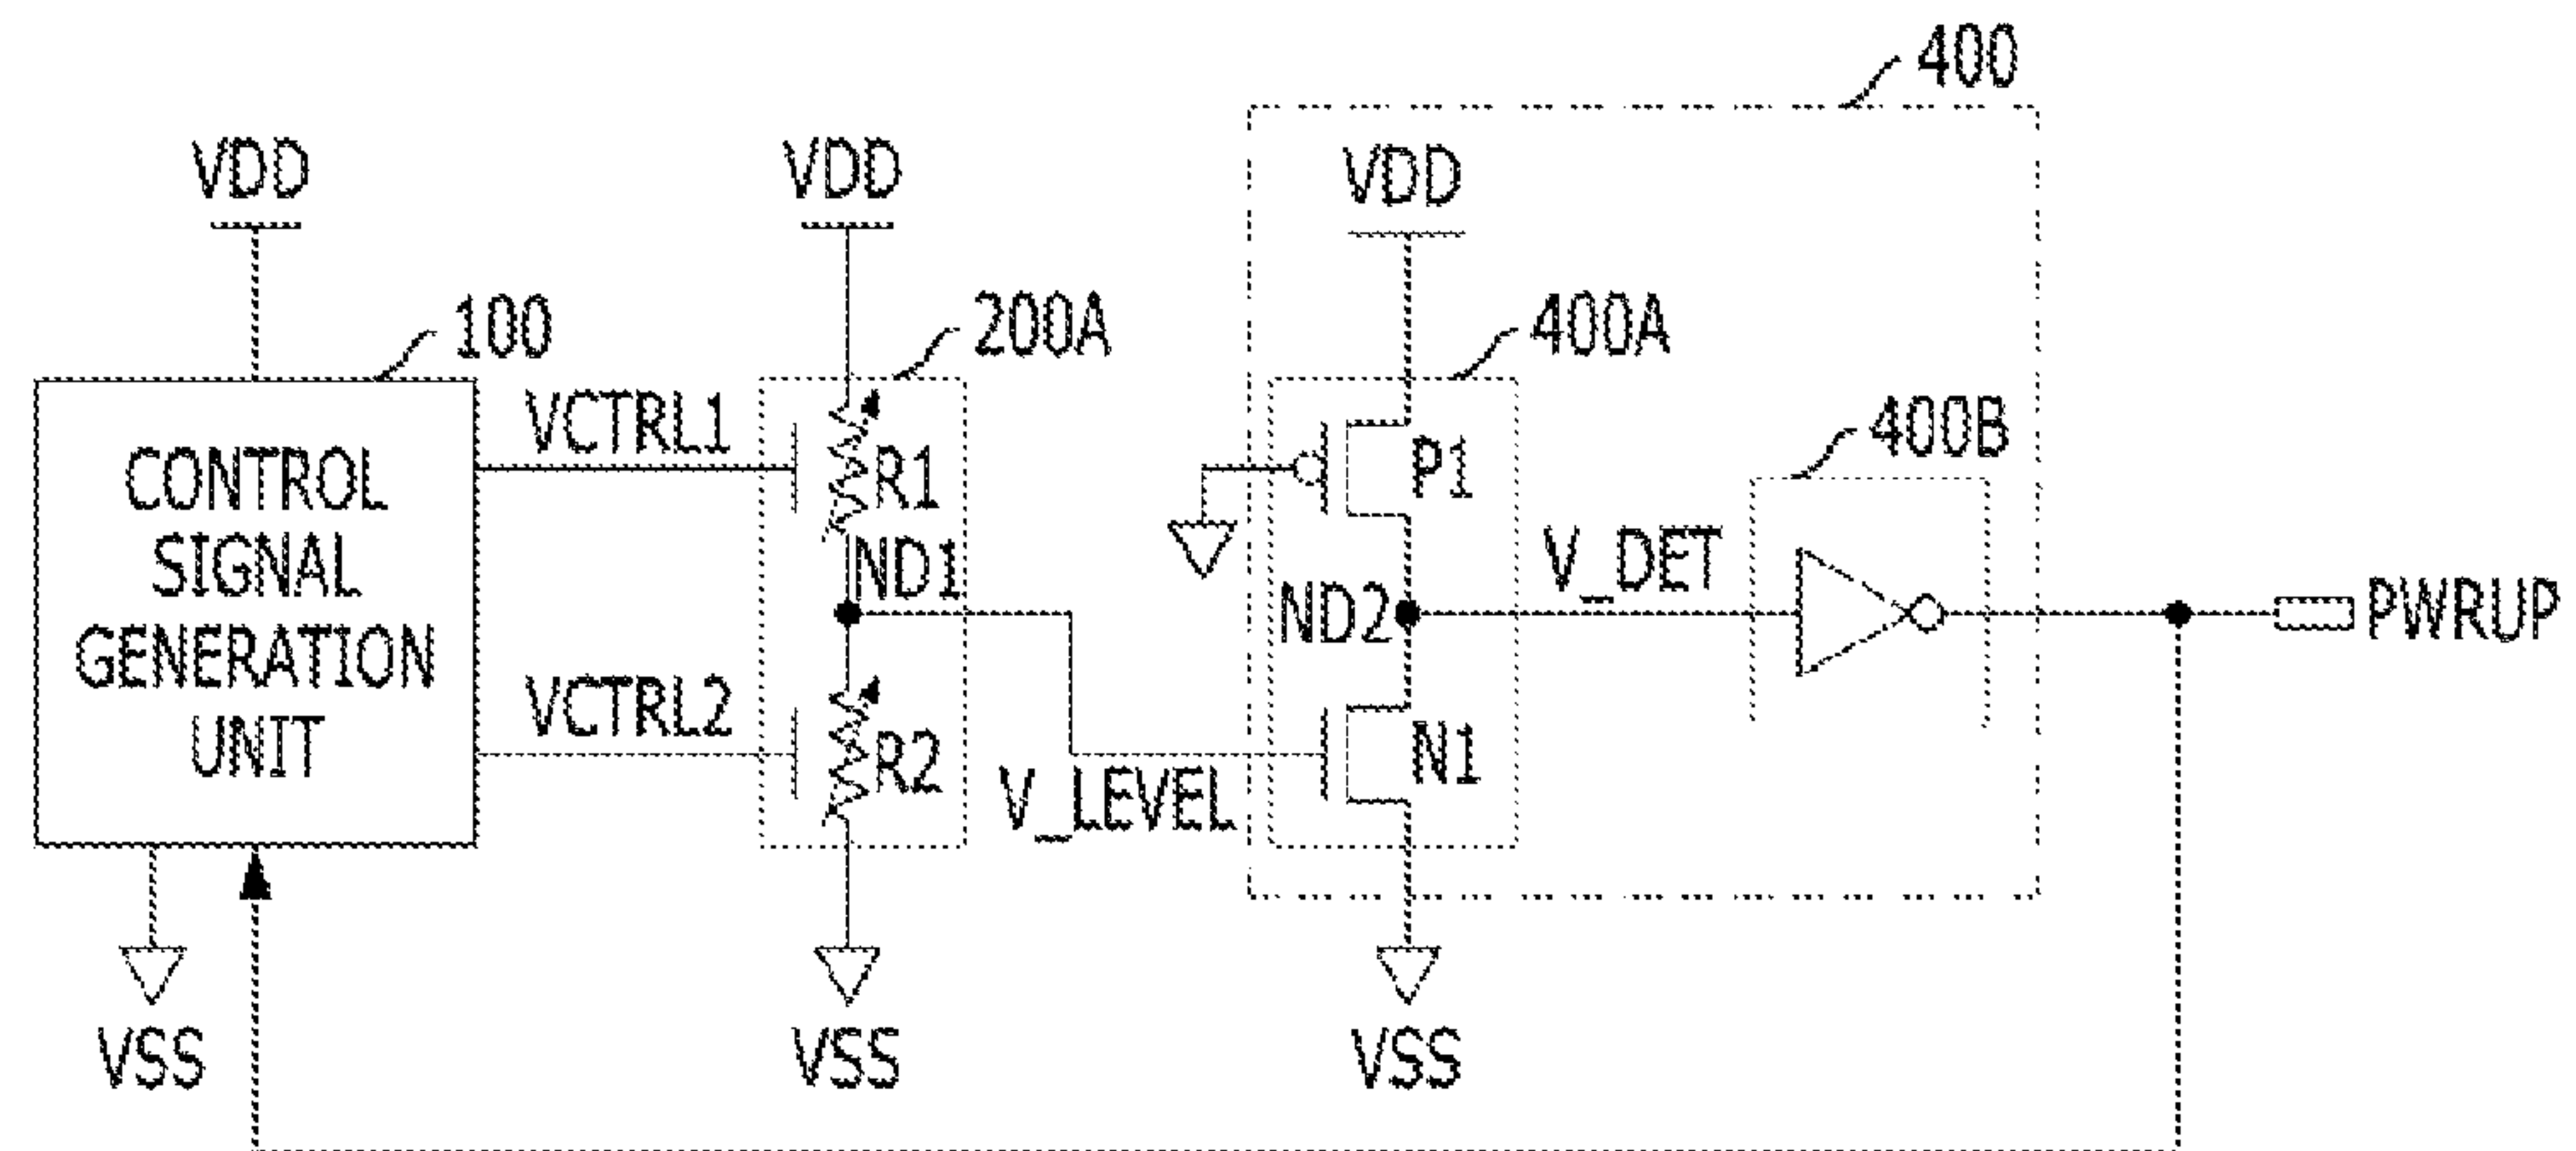 400
VDD
VDD
VDD
100
200A
400A
VCTRL1
400B
CONTROL
SIGNAL
GENERATION
UNIT
R1
P1
ND1
V_DET
ND2
PWRUP
VCTRL2
R2
N1
V_LEVEL
VSS
VSS
VSS